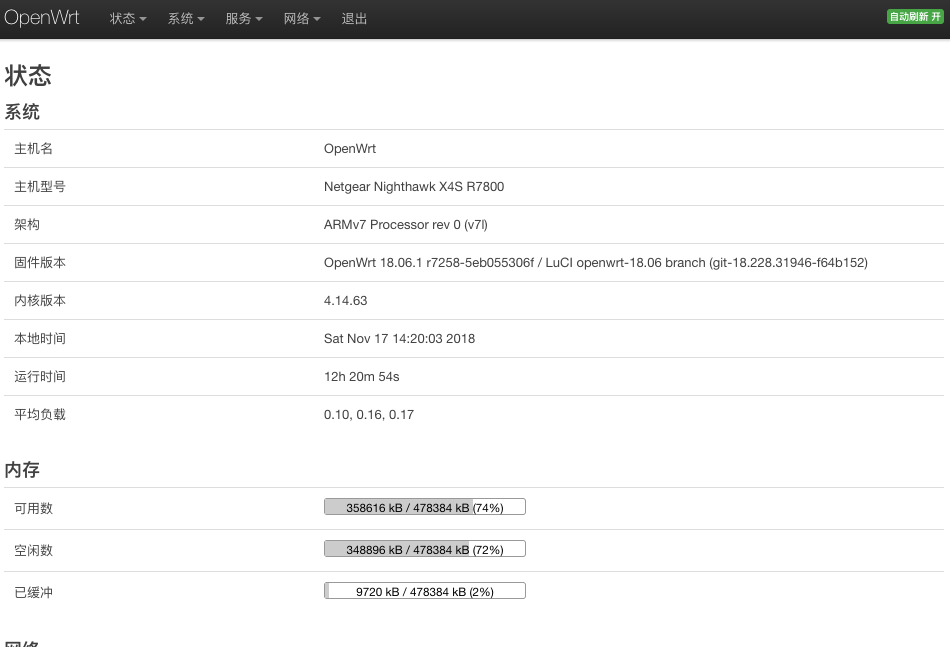 OpenWrt 状态 系统 服务 网络 退出 自动刷新 开
状态
系统
主机名 OpenWrt
主机型号 Netgear Nighthawk X4S R7800
架构 ARMv7 Processor rev 0 (v7l)
固件版本 OpenWrt 18.06.1 r7258-5eb055306f / LuCI openwrt-18.06 branch (git-18.228.31946-f64b152)
内核版本 4.14.63
本地时间 Sat Nov 17 14:20:03 2018
运行时间 12h 20m 54s
平均负载 0.10, 0.16, 0.17
内存
可用数 358616 kB / 478384 kB (74%)
空闲数 348896 kB / 478384 kB (72%)
已缓冲 9720 kB / 478384 kB (2%)
网络